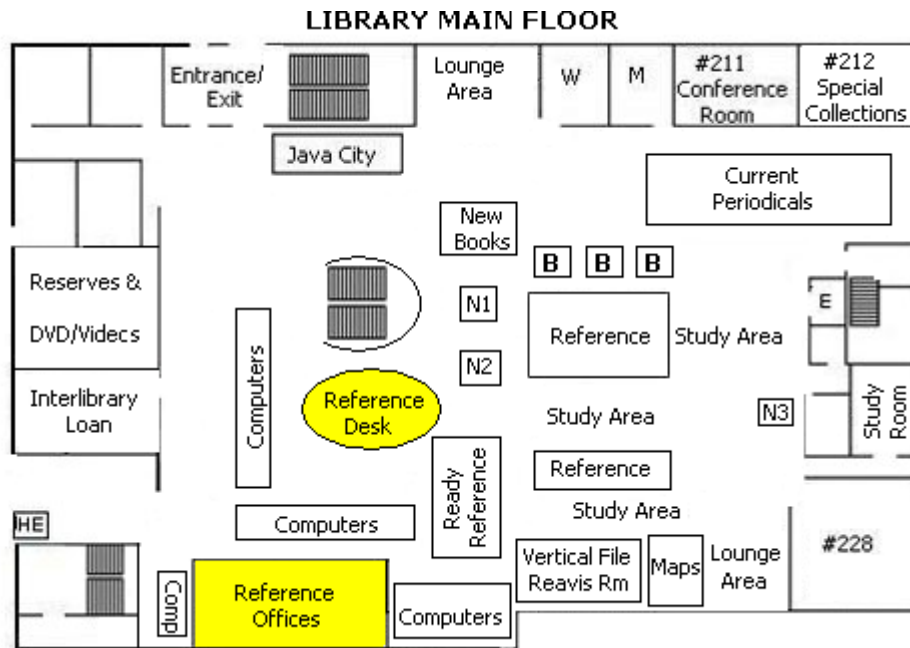 LIBRARY MAIN FLOOR
Entrance/
Exit
Lounge
Area
W
M
#211
Conference
Room
#212
Special
Collections
Java City
Current
Periodicals
New
Books
B
B
B
Reserves &
DVD/Videcs
N1
E
Reference
Study Area
N2
Computers
Interlibrary
Loan
Reference
Desk
Study Area
N3
Study
Room
Ready
Reference
Reference
Computers
Study Area
HE
Vertical File
Reavis Rm
Maps
Lounge
Area
#228
Comp
Reference
Offices
Computers